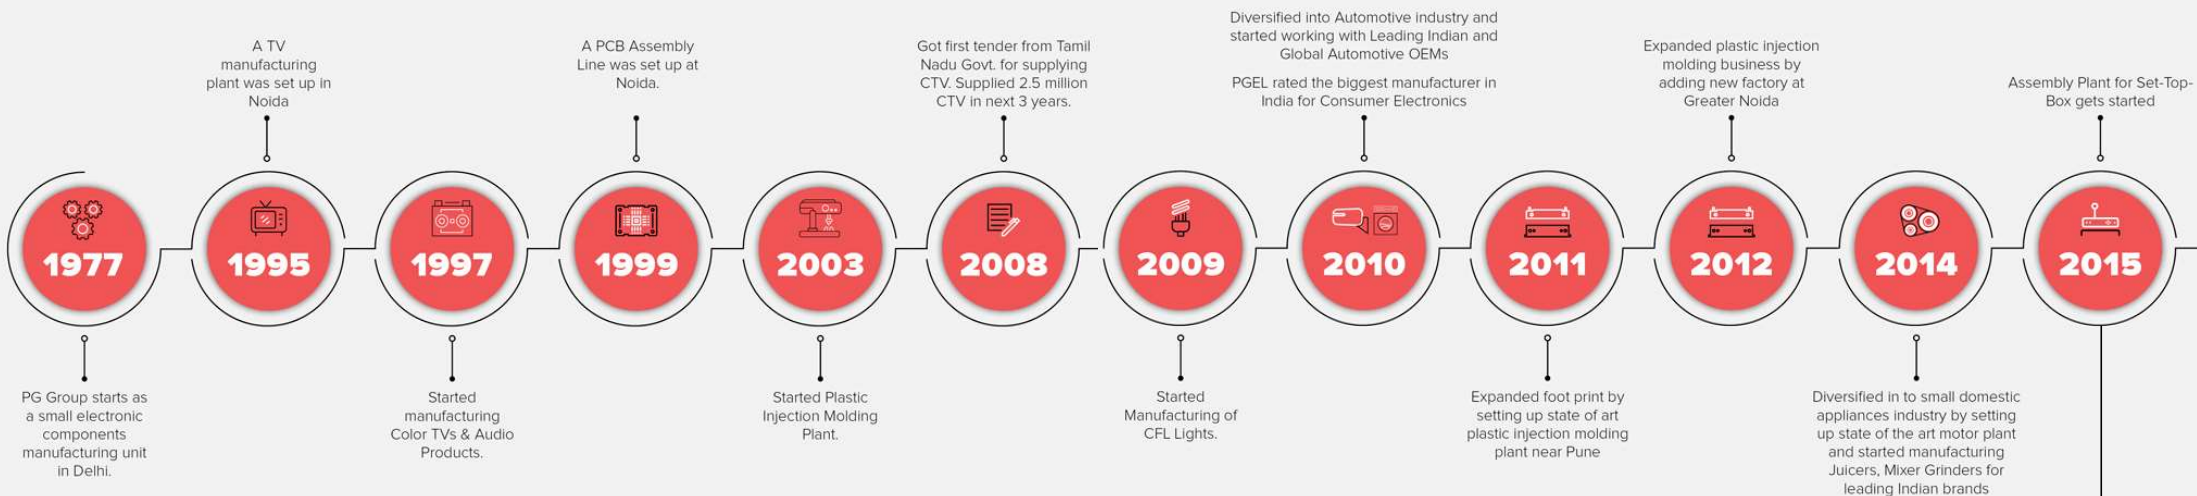 A TV
manufacturing
plant was set up in
Noida
A PCB Assembly
Line was set up at
Noida.
Got first tender from Tamil
Nadu Govt. for supplying
CTV. Supplied 2.5 million
CTV in next 3 years.
Diversified into Automotive industry and
started working with Leading Indian and
Global Automotive OEMs
PGEL rated the biggest manufacturer in
India for Consumer Electronics
Expanded plastic injection
molding business by
adding new factory at
Greater Noida
Assembly Plant for Set-Top-
Box gets started
1977
1995
1997
1999
2003
2008
2009
2010
2011
2012
2014
2015
PG Group starts as
a small electronic
components
manufacturing unit
in Delhi.
Started
manufacturing
Color TVs & Audio
Products.
Started Plastic
Injection Molding
Plant.
Started
Manufacturing of
CFL Lights.
Expanded foot print by
setting up state of art
plastic injection molding
plant near Pune
Diversified in to small domestic
appliances industry by setting
up state of the art motor plant
and started manufacturing
Juicers, Mixer Grinders for
leading Indian brands